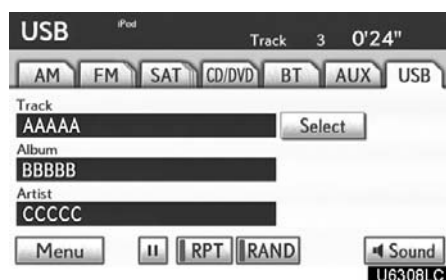 USB iPod Track 3 0'24"
AM FM SAT CD/DVD BT AUX USB
Track
AAAAA Select
Album
BBBBB
Artist
CCCCC
Menu II RPT RAND Sound
U6308LC